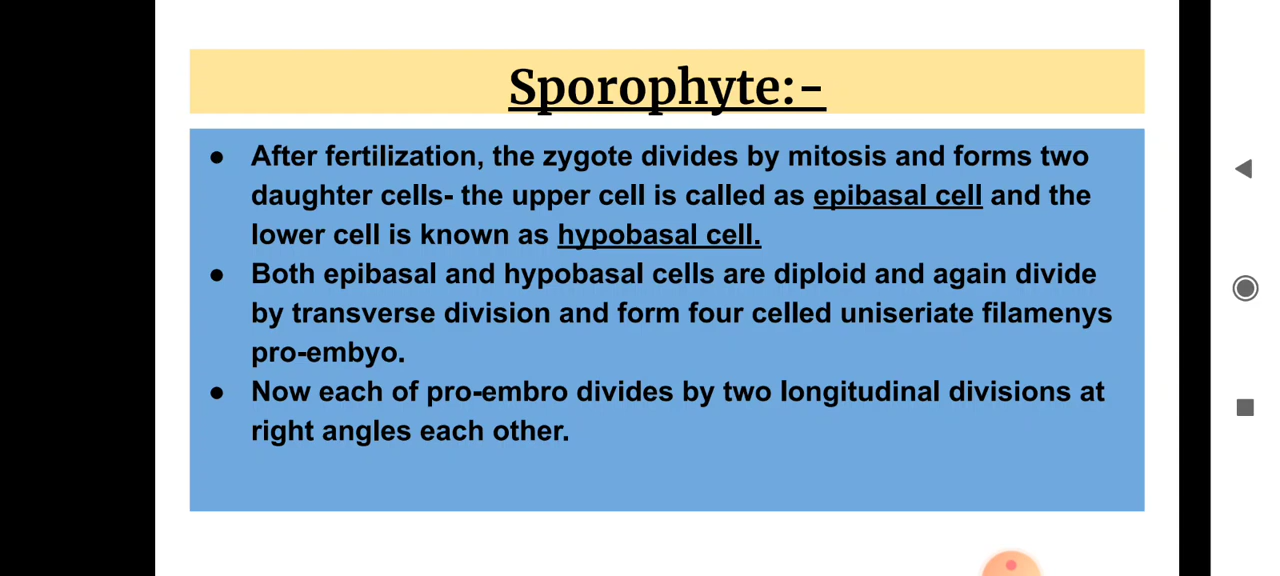 Sporophyte:-
● After fertilization, the zygote divides by mitosis and forms two
daughter cells- the upper cell is called as epibasal cell and the
lower cell is known as hypobasal cell.
● Both epibasal and hypobasal cells are diploid and again divide
by transverse division and form four celled uniseriate filamenys
pro-embyo.
● Now each of pro-embro divides by two longitudinal divisions at
right angles each other.